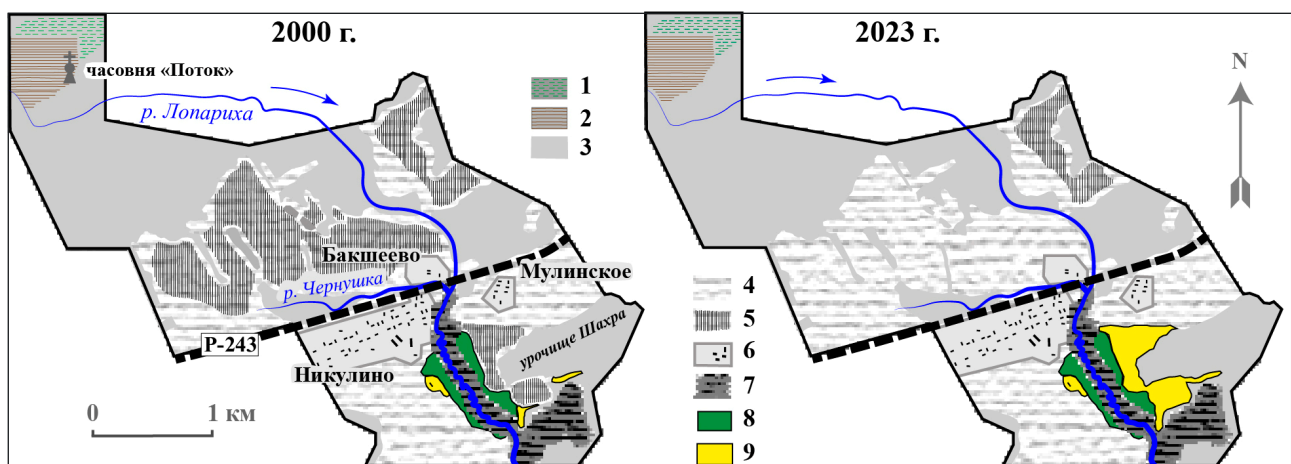 2000 г.
2023 г.
часовня «Поток»
р. Лопариха
1
2
3
N
Бакшеево
р. Чернушка
Мулинское
Р-243
урочище Шахра
Никулино
0
1 км
4
5
6
7
8
9